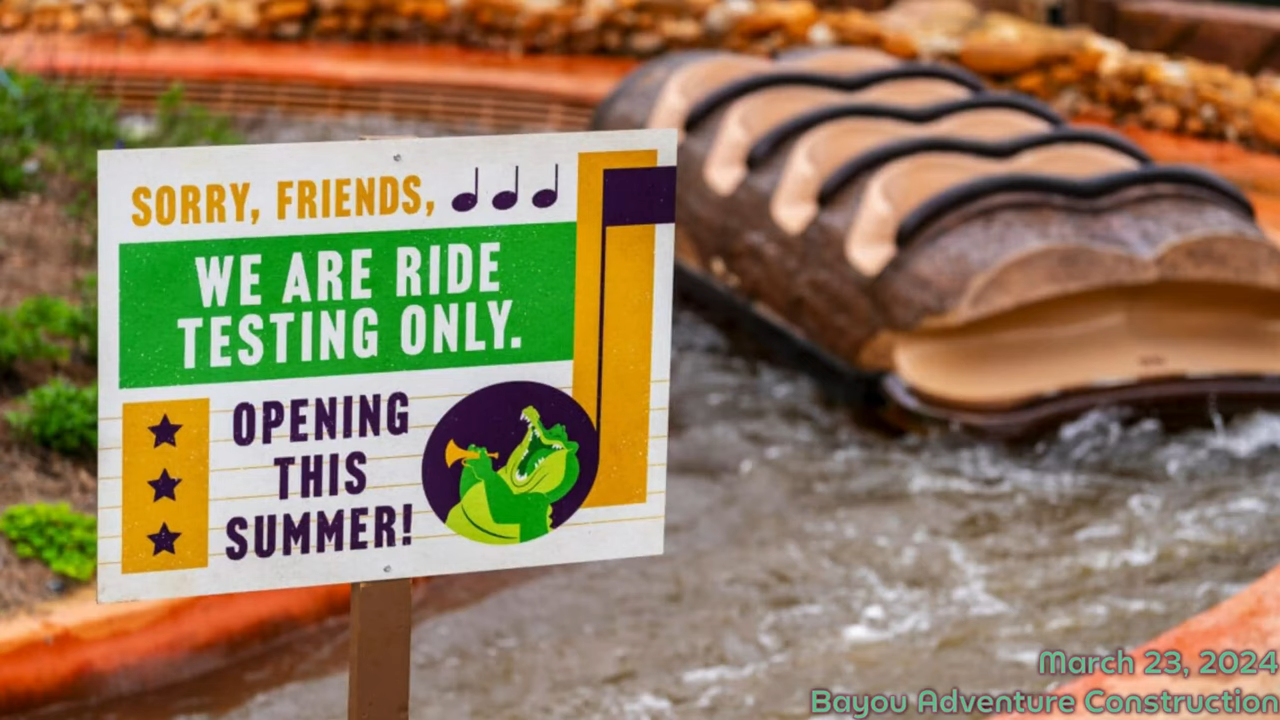 SORRY, FRIENDS,
WE ARE RIDE
TESTING ONLY.
OPENING
THIS
SUMMER!
March 23, 2024
Bayou Adventure Construction